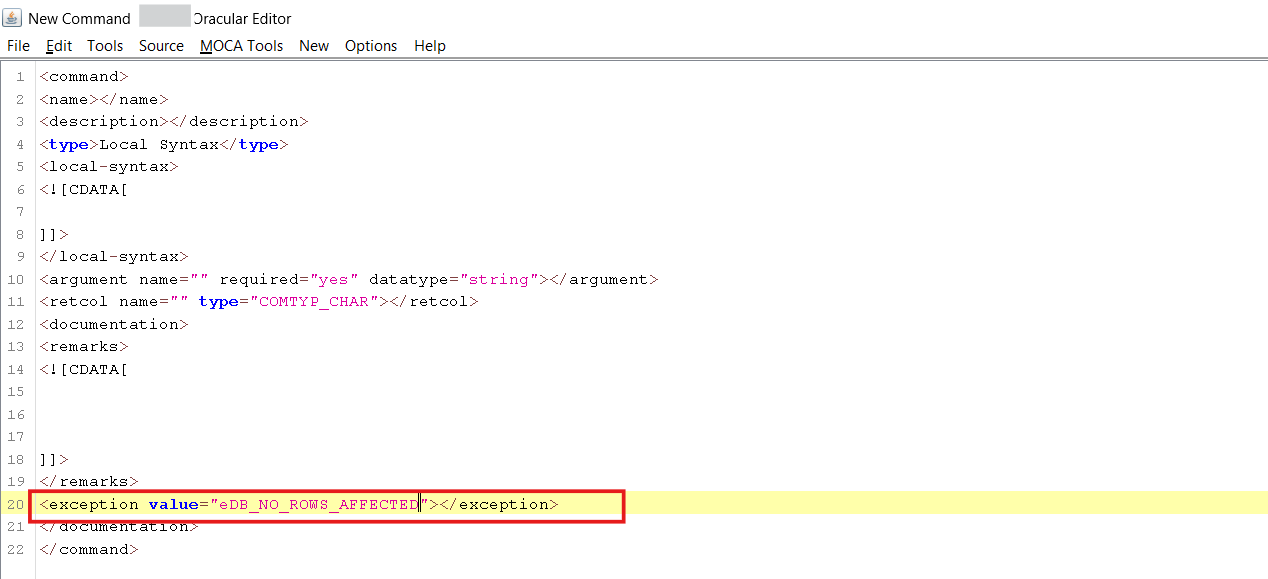 New Command Oracular Editor
File Edit Tools Source MOCA Tools New Options Help
1 <command>
2 <name></name>
3 <description></description>
4 <type>Local Syntax</type>
5 <local-syntax>
6 <![CDATA[
7
8 ]]>
9 </local-syntax>
10 <argument name="" required="yes" datatype="string"></argument>
11 <retcol name="" type="COMTYP_CHAR"></retcol>
12 <documentation>
13 <remarks>
14 <![CDATA[
15
16
17
18 ]]>
19 </remarks>
20 <exception value="eDB_NO_ROWS_AFFECTED"></exception>
21 </documentation>
22 </command>